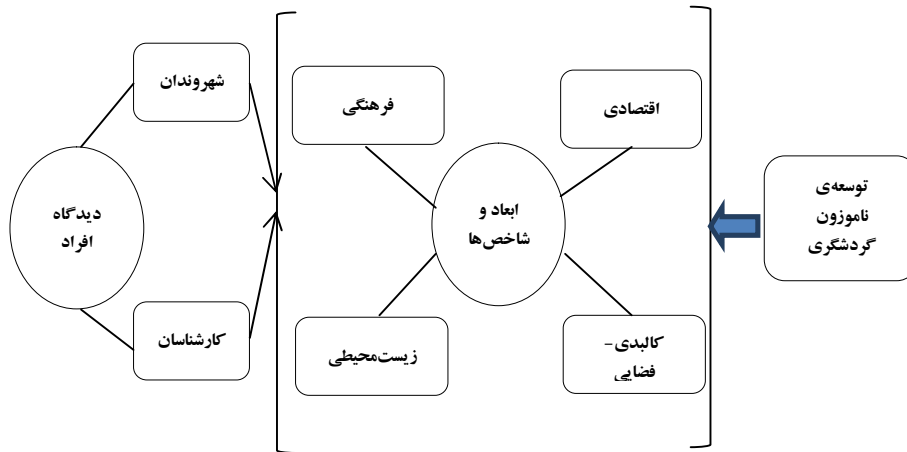 شهروندان
فرهنگی
اقتصادی
دیدگاه
افراد
ابعاد و
شاخص‌ها
توسعه‌ی
ناموزون
گردشگری
کارشناسان
زیست‌محیطی
کالبدی-
فضایی